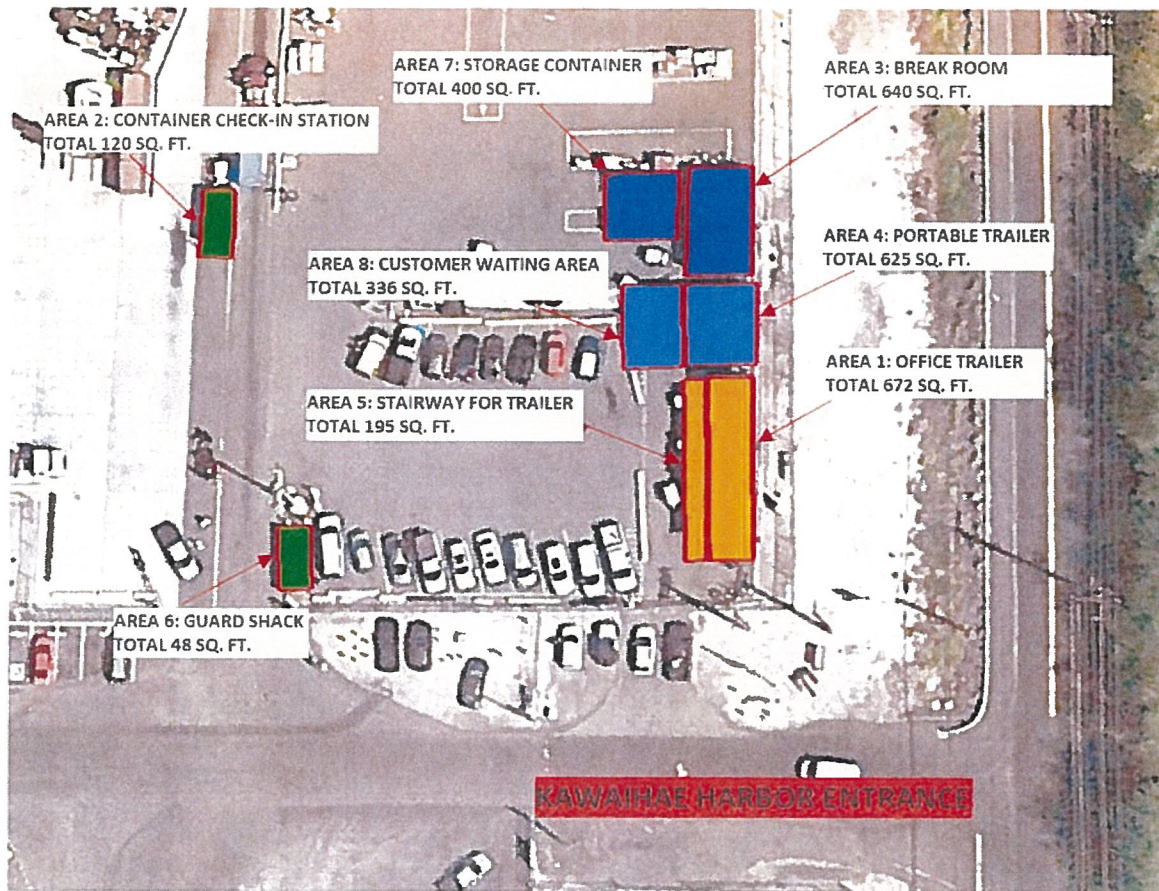 AREA 7: STORAGE CONTAINER
TOTAL 400 SQ. FT.
AREA 3: BREAK ROOM
TOTAL 640 SQ. FT.
AREA 2: CONTAINER CHECK-IN STATION
TOTAL 120 SQ. FT.
AREA 8: CUSTOMER WAITING AREA
TOTAL 336 SQ. FT.
AREA 4: PORTABLE TRAILER
TOTAL 625 SQ. FT.
AREA 5: STAIRWAY FOR TRAILER
TOTAL 195 SQ. FT.
AREA 1: OFFICE TRAILER
TOTAL 672 SQ. FT.
AREA 6: GUARD SHACK
TOTAL 48 SQ. FT.
KAWAIHAE HARBOR ENTRANCE